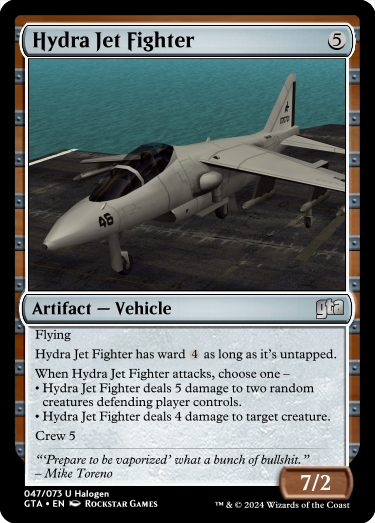 Hydra Jet Fighter 5
46
Artifact — Vehicle gta
Flying
Hydra Jet Fighter has ward 4 as long as it's untapped.
When Hydra Jet Fighter attacks, choose one –
• Hydra Jet Fighter deals 5 damage to two random
creatures defending player controls.
• Hydra Jet Fighter deals 4 damage to target creature.
Crew 5
“‘Prepare to be vaporized’ what a bunch of bullshit.”
– Mike Toreno
7/2
047/073 U Halogen
GTA • EN Rockstar Games
™ & © 2024 Wizards of the Coast